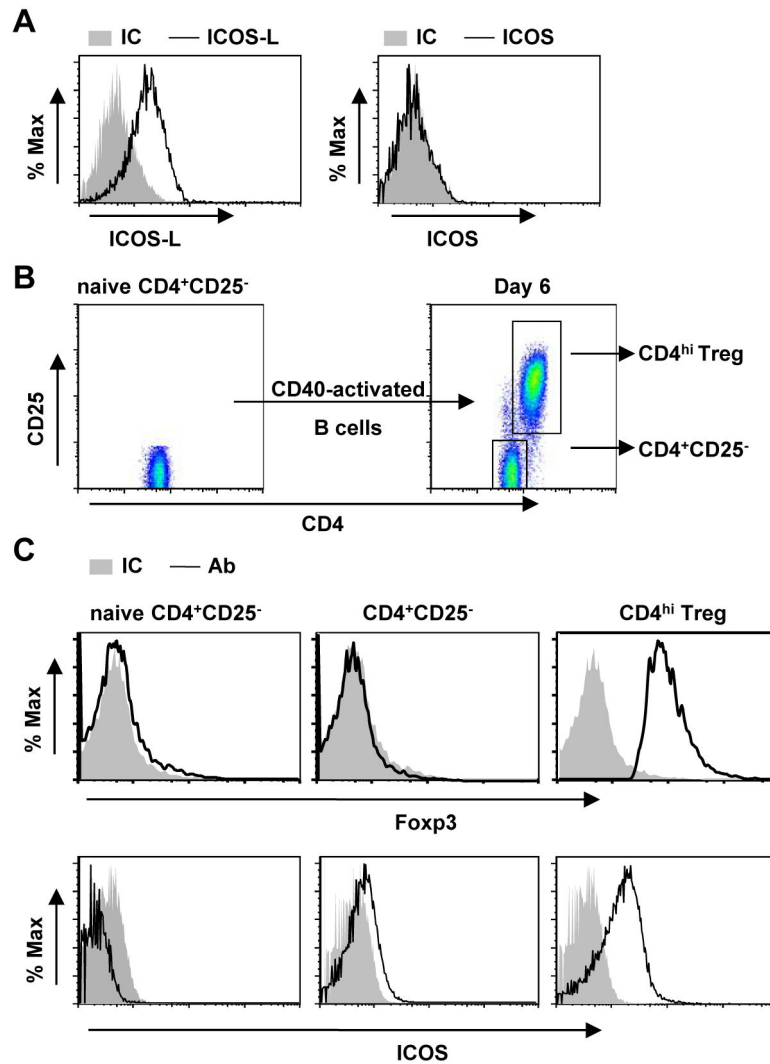 A
IC — ICOS-L
IC — ICOS
% Max
% Max
ICOS-L
ICOS
B
naive CD4⁺CD25⁻
Day 6
CD25
CD40-activated
B cells
CD4ʰⁱ Treg
CD4⁺CD25⁻
CD4
C
IC — Ab
naive CD4⁺CD25⁻
CD4⁺CD25⁻
CD4ʰⁱ Treg
% Max
Foxp3
% Max
ICOS